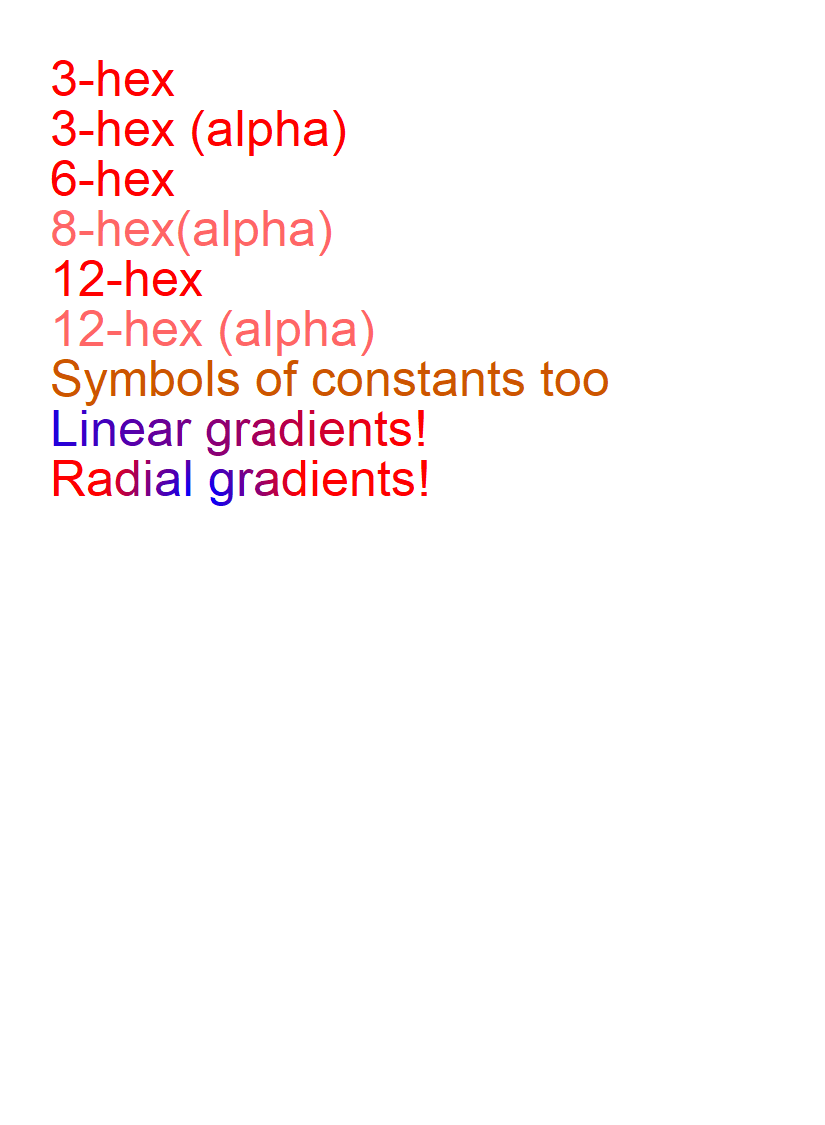 3-hex
3-hex (alpha)
6-hex
8-hex(alpha)
12-hex
12-hex (alpha)
Symbols of constants too
Linear gradients!
Radial gradients!